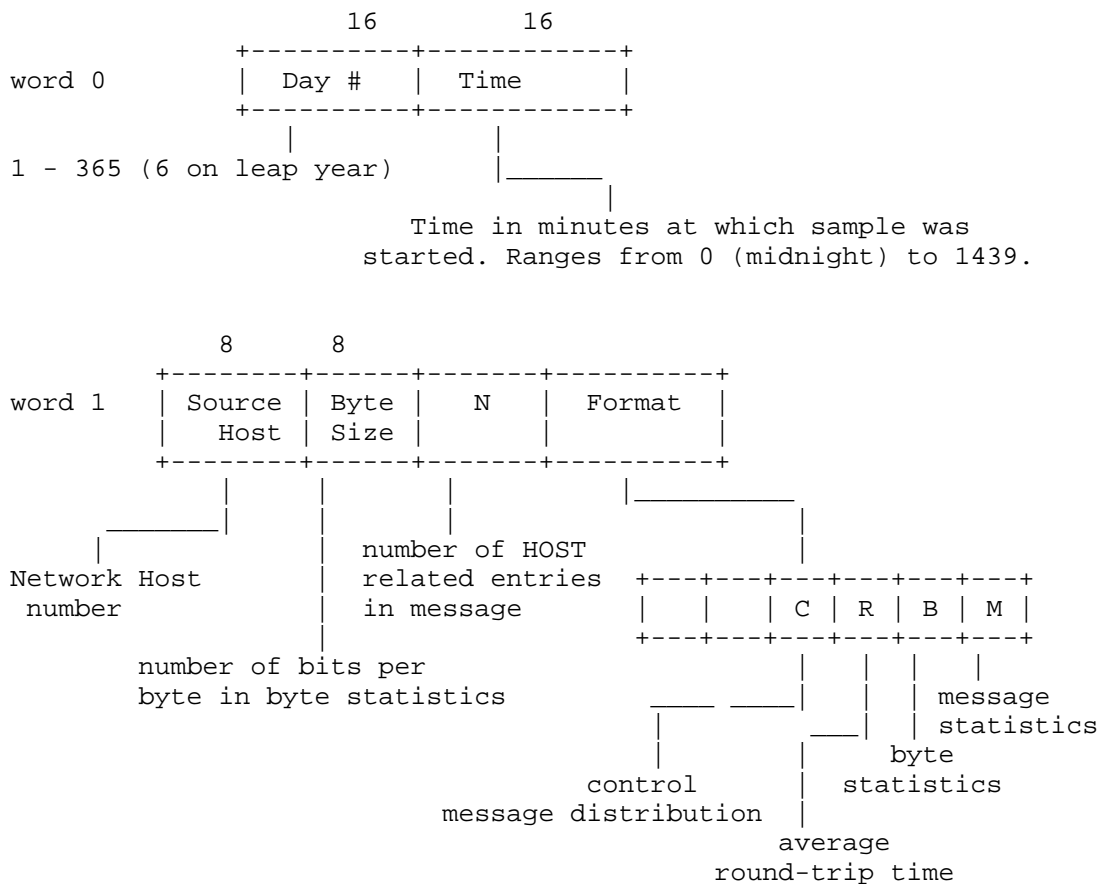 16 16
word 0 Day # Time
1 - 365 (6 on leap year)
Time in minutes at which sample was
started. Ranges from 0 (midnight) to 1439.
8 8
word 1 Source Byte N Format
Host Size
number of HOST
Network Host related entries
number in message C R B M
number of bits per
byte in byte statistics message
statistics
byte
control statistics
message distribution
average
round-trip time